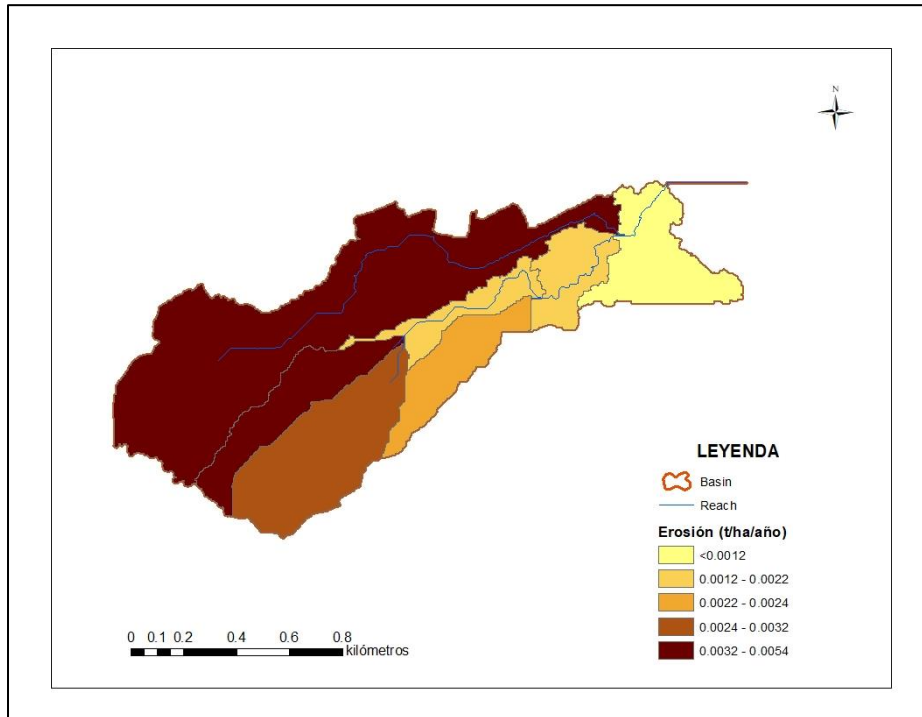 N
LEYENDA
Basin
Reach
Erosión (t/ha/año)
<0.0012
0.0012 - 0.0022
0.0022 - 0.0024
0.0024 - 0.0032
0.0032 - 0.0054
0 0.1 0.2 0.4 0.6 0.8
kilómetros